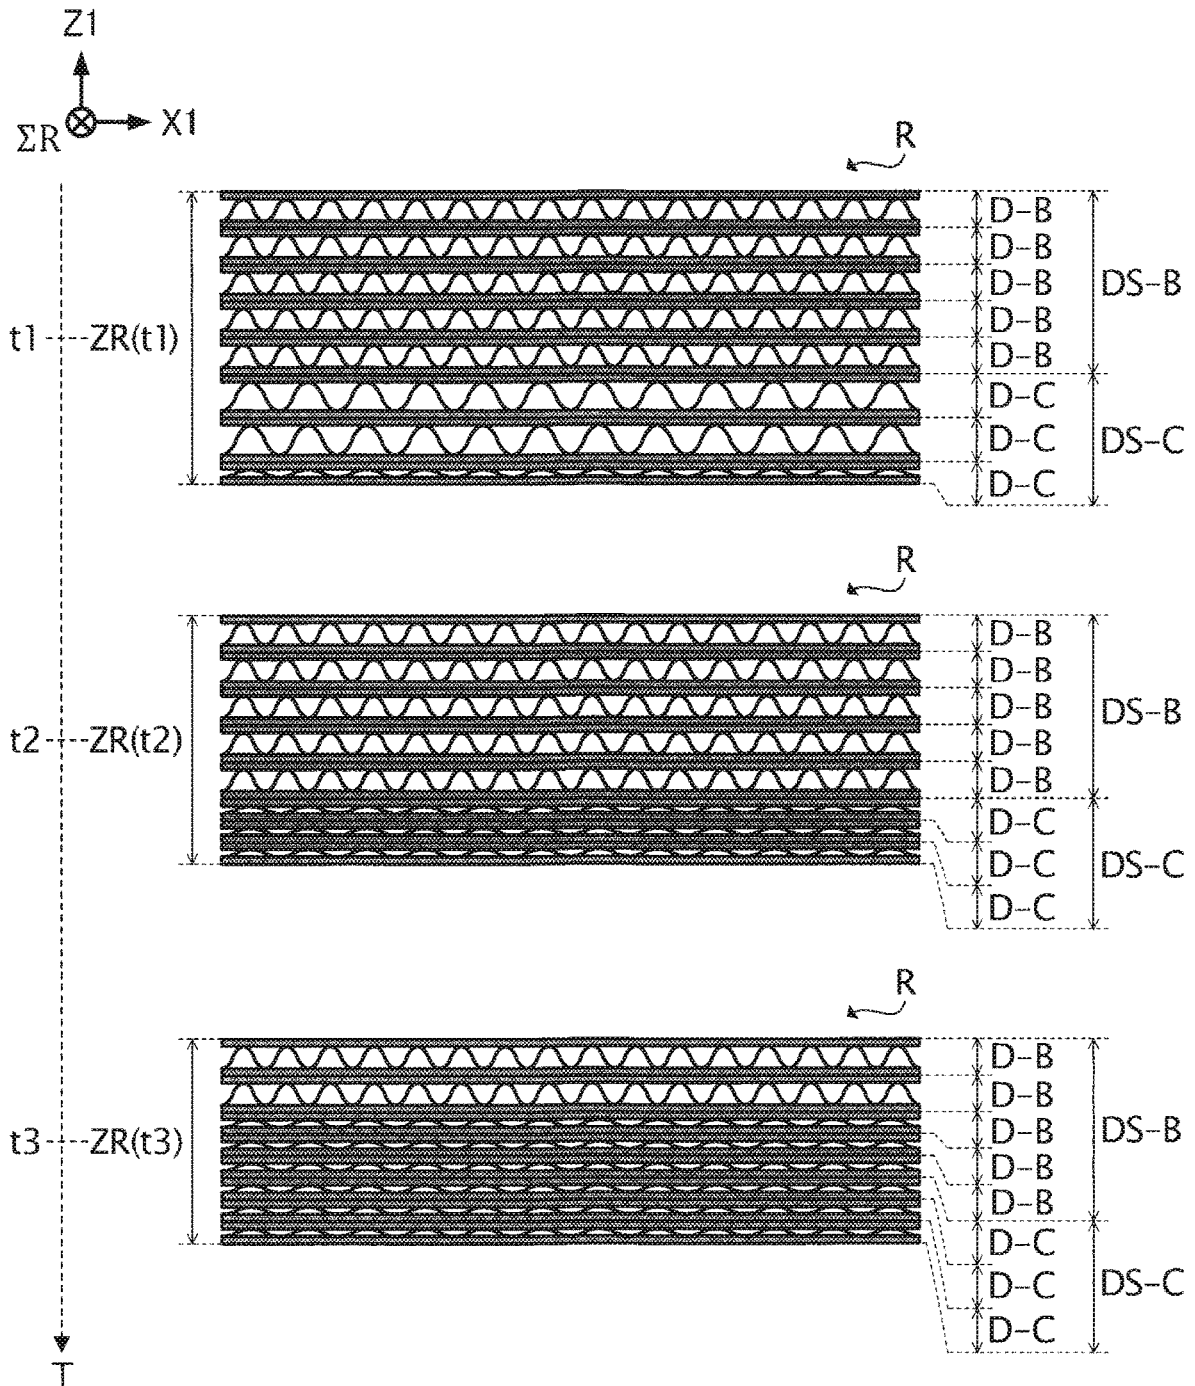 Z1
X1
ΣR
R
D-B
D-B
D-B
D-B
D-B
DS-B
t1
ZR(t1)
D-C
D-C
D-C
DS-C
R
D-B
D-B
D-B
D-B
D-B
DS-B
t2
ZR(t2)
D-C
D-C
D-C
DS-C
R
D-B
D-B
D-B
D-B
D-B
DS-B
t3
ZR(t3)
D-C
D-C
D-C
DS-C
T